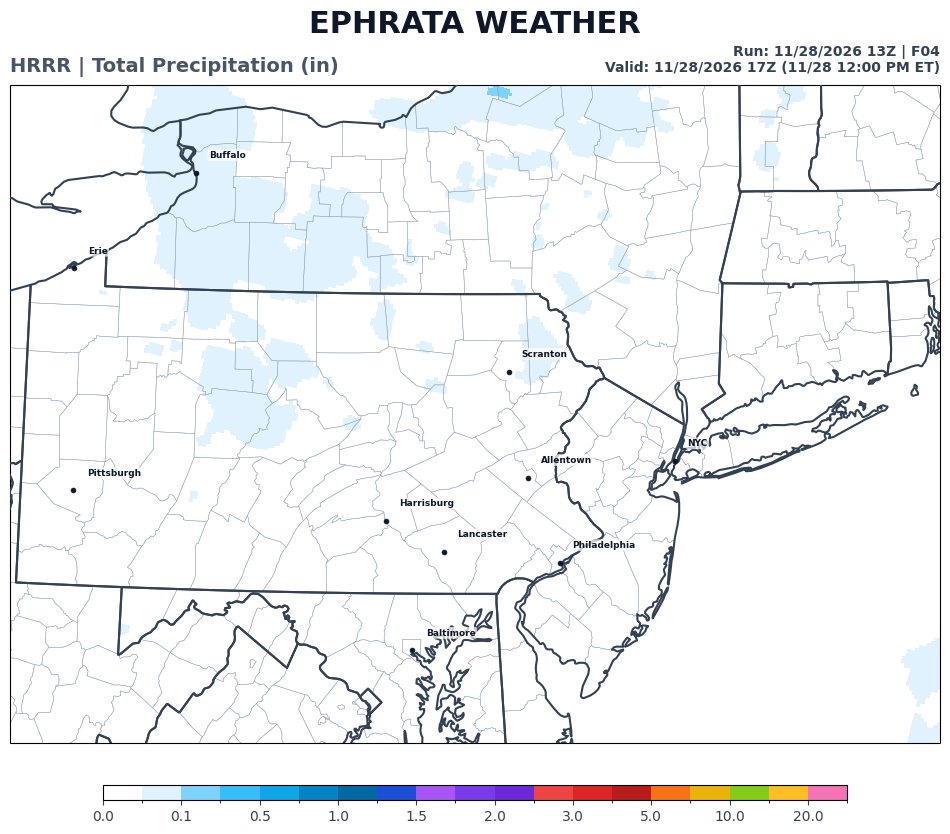 EPHRATA WEATHER
Run: 11/28/2026 13Z | F04
HRRR | Total Precipitation (in)
Valid: 11/28/2026 17Z (11/28 12:00 PM ET)
Buffalo
Erie
Scranton
NYC
Allentown
Pittsburgh
Harrisburg
Lancaster
Philadelphia
Baltimore
0.0 0.1 0.5 1.0 1.5 2.0 3.0 5.0 10.0 20.0